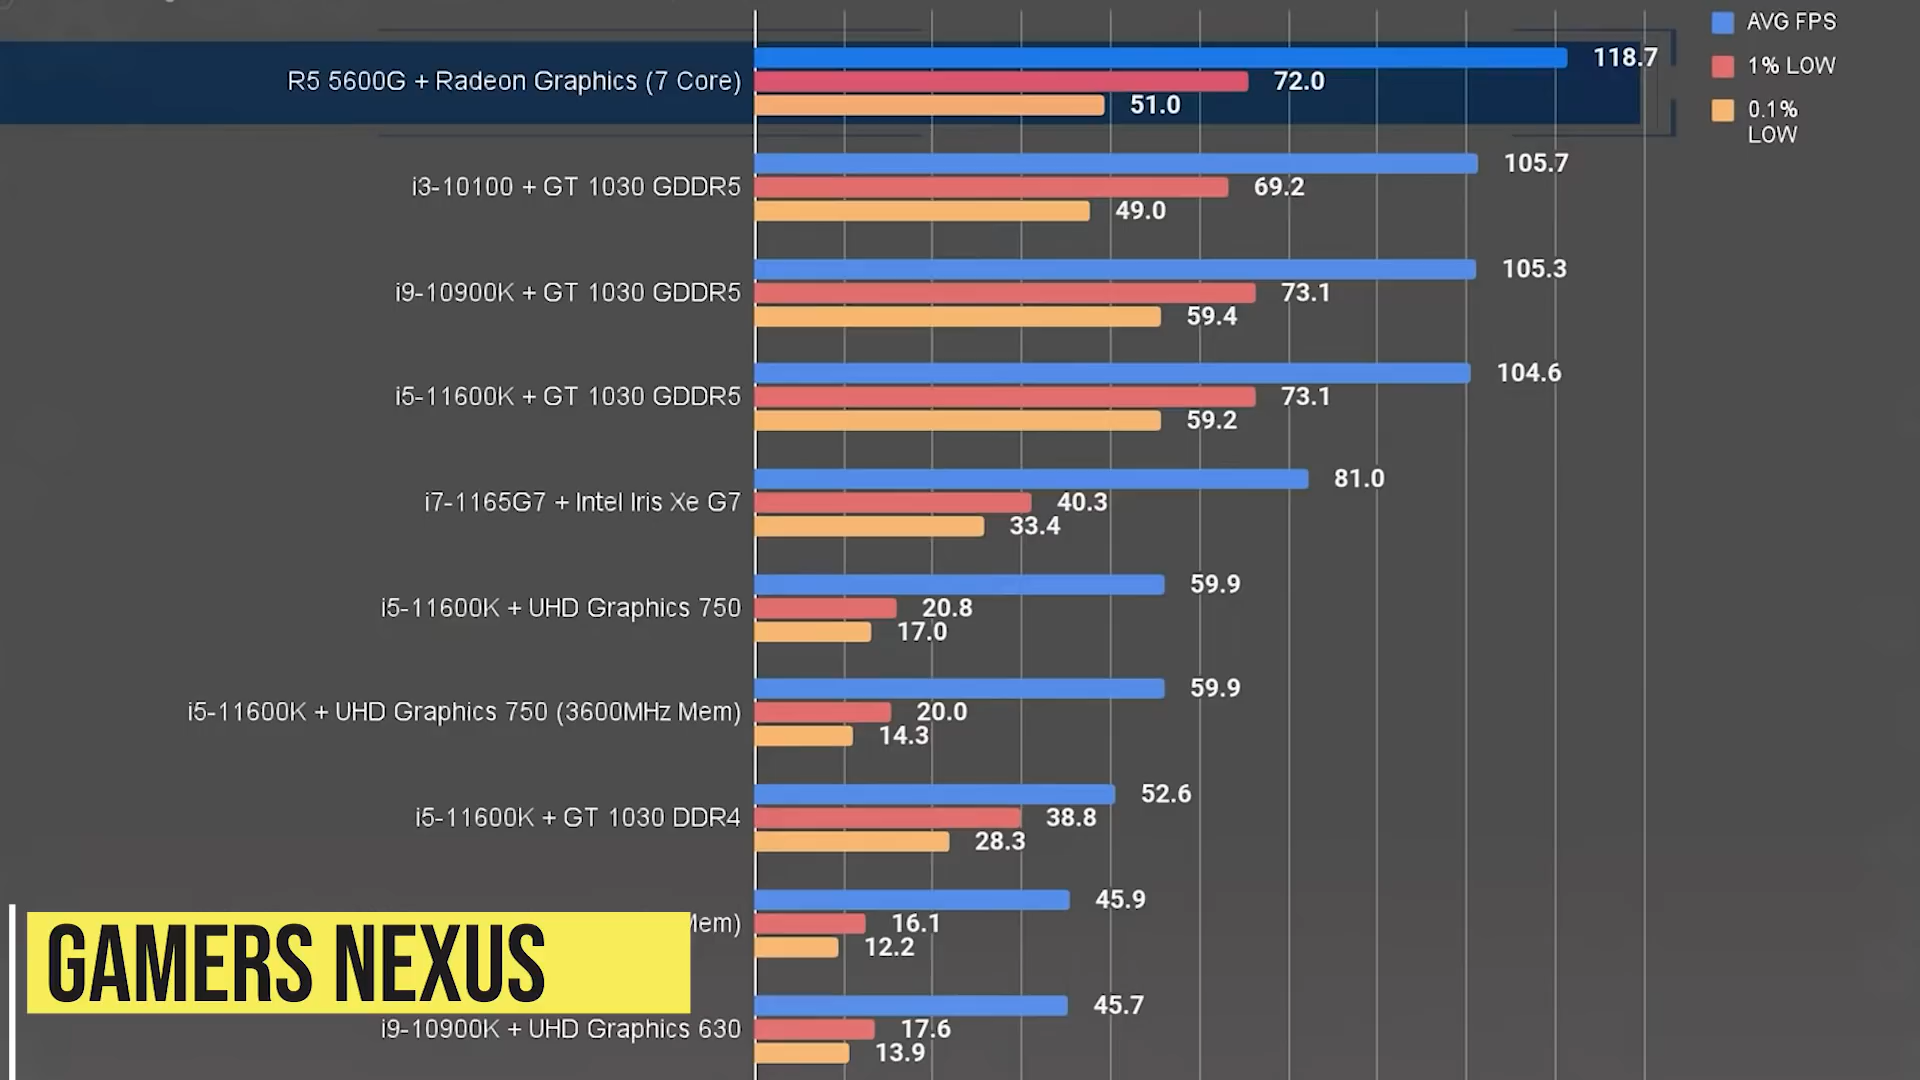 AVG FPS
1% LOW
0.1%
LOW
R5 5600G + Radeon Graphics (7 Core)
118.7
72.0
51.0
i3-10100 + GT 1030 GDDR5
105.7
69.2
49.0
i9-10900K + GT 1030 GDDR5
105.3
73.1
59.4
i5-11600K + GT 1030 GDDR5
104.6
73.1
59.2
i7-1165G7 + Intel Iris Xe G7
81.0
40.3
33.4
i5-11600K + UHD Graphics 750
59.9
20.8
17.0
i5-11600K + UHD Graphics 750 (3600MHz Mem)
59.9
20.0
14.3
i5-11600K + GT 1030 DDR4
52.6
38.8
28.3
Mem)
45.9
16.1
12.2
GAMERS NEXUS
i9-10900K + UHD Graphics 630
45.7
17.6
13.9